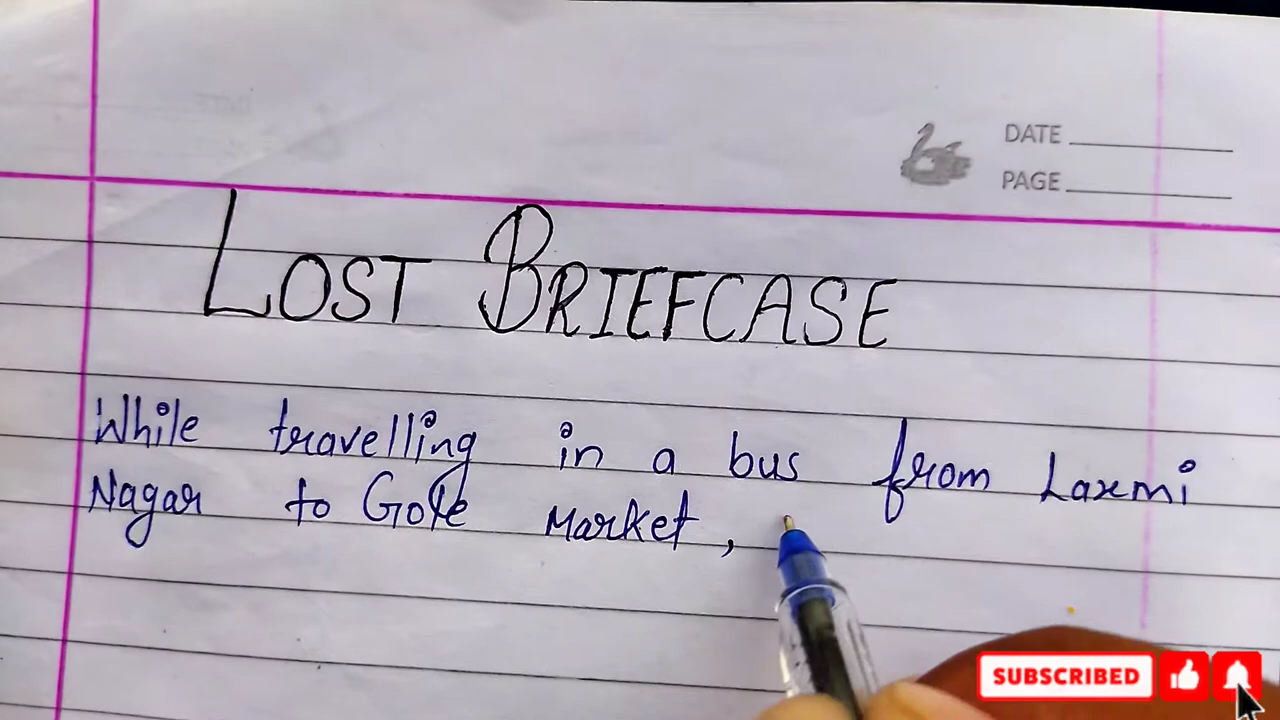 DATE
PAGE
LOST BRIEFCASE
While travelling in a bus from Laxmi
Nagar to Gole Market,
SUBSCRIBED